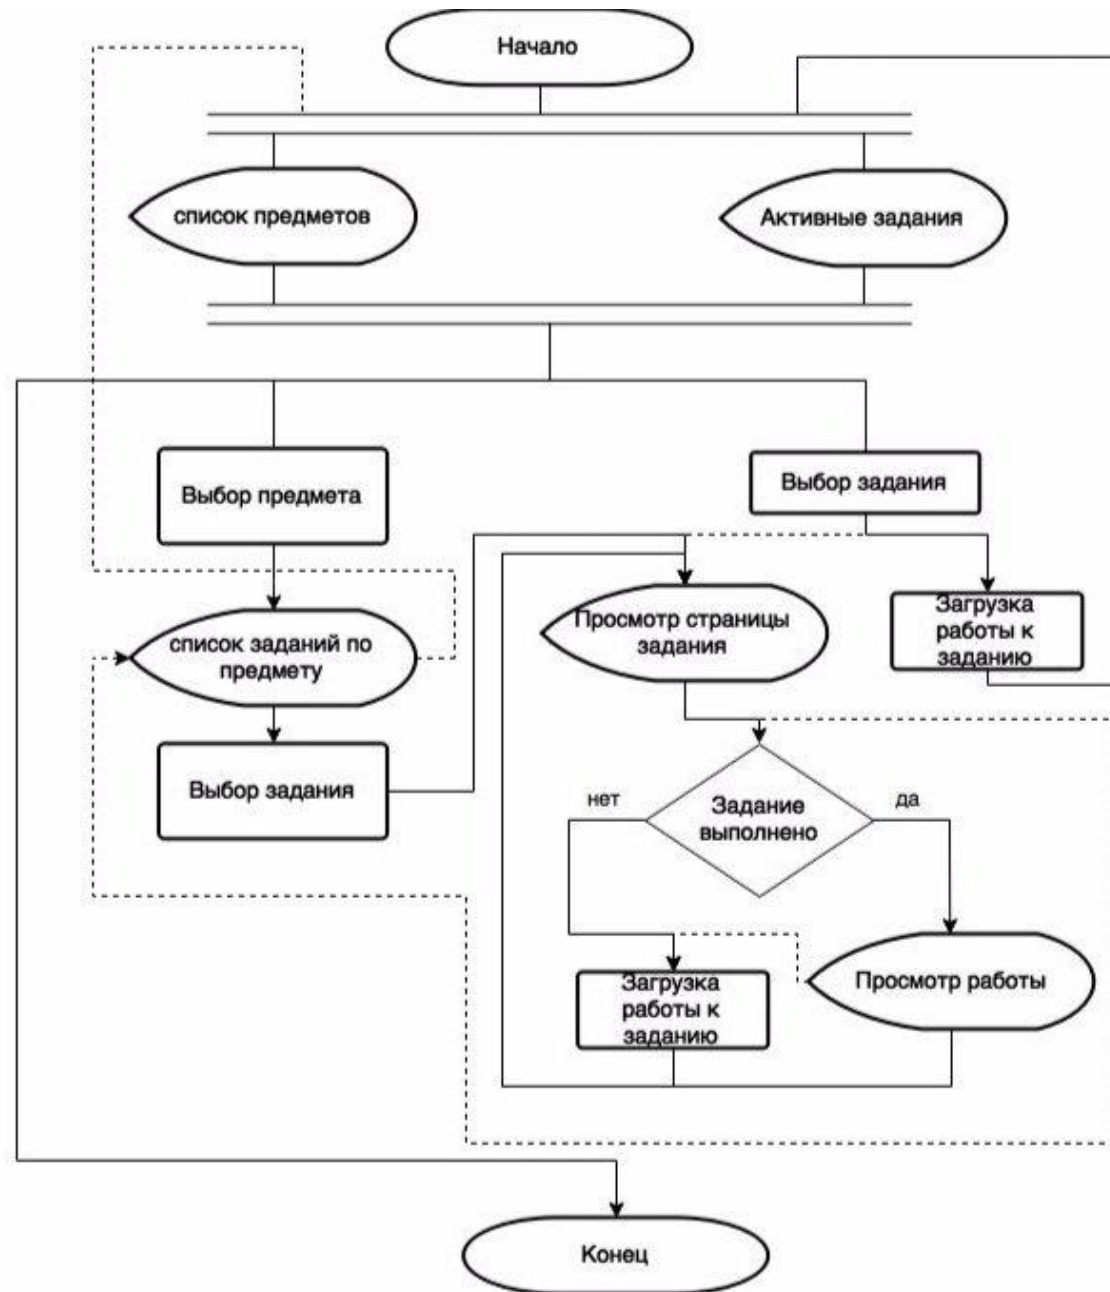 Начало
список предметов
Активные задания
Выбор предмета
Выбор задания
Просмотр страницы
задания
Загрузка
работы к
заданию
список заданий по
предмету
Выбор задания
нет
Задание
выполнено
да
Загрузка
работы к
заданию
Просмотр работы
Конец